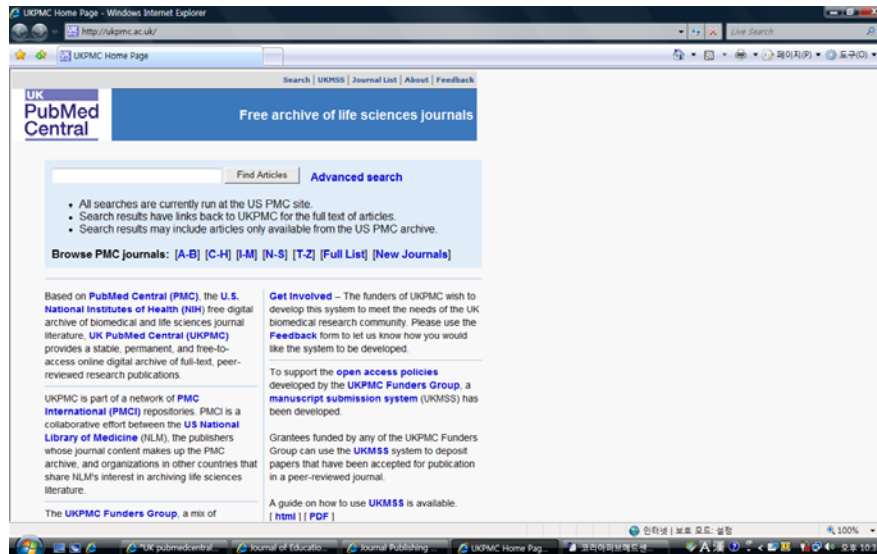 UKPMC Home Page - Windows Internet Explorer
http://ukpmc.ac.uk/
Live Search
UKPMC Home Page
페이지(P)
도구(O)
Search | UKMSS | Journal List | About | Feedback
UK
PubMed
Central
Free archive of life sciences journals
Find Articles
Advanced search
• All searches are currently run at the US PMC site.
• Search results have links back to UKPMC for the full text of articles.
• Search results may include articles only available from the US PMC archive.
Browse PMC journals: [A-B] [C-H] [I-M] [N-S] [T-Z] [Full List] [New Journals]
Based on PubMed Central (PMC), the U.S.
National Institutes of Health (NIH) free digital
archive of biomedical and life sciences journal
literature, UK PubMed Central (UKPMC)
provides a stable, permanent, and free-to-
access online digital archive of full-text, peer-
reviewed research publications.
UKPMC is part of a network of PMC
International (PMCI) repositories. PMCI is a
collaborative effort between the US National
Library of Medicine (NLM), the publishers
whose journal content makes up the PMC
archive, and organizations in other countries that
share NLM's interest in archiving life sciences
literature.
The UKPMC Funders Group, a mix of
Get Involved – The funders of UKPMC wish to
develop this system to meet the needs of the UK
biomedical research community. Please use the
Feedback form to let us know how you would
like the system to be developed.
To support the open access policies
developed by the UKPMC Funders Group, a
manuscript submission system (UKMSS) has
been developed.
Grantees funded by any of the UKPMC Funders
Group can use the UKMSS system to deposit
papers that have been accepted for publication
in a peer-reviewed journal.
A guide on how to use UKMSS is available.
[ html ] [ PDF ]
인터넷 | 보호 모드: 설정
100%
"UK pubmedcentral...
Journal of Educatio...
Journal Publishing ...
UKPMC Home Pag...
코리아퍼브메드센...
A 漢
오후 10:3